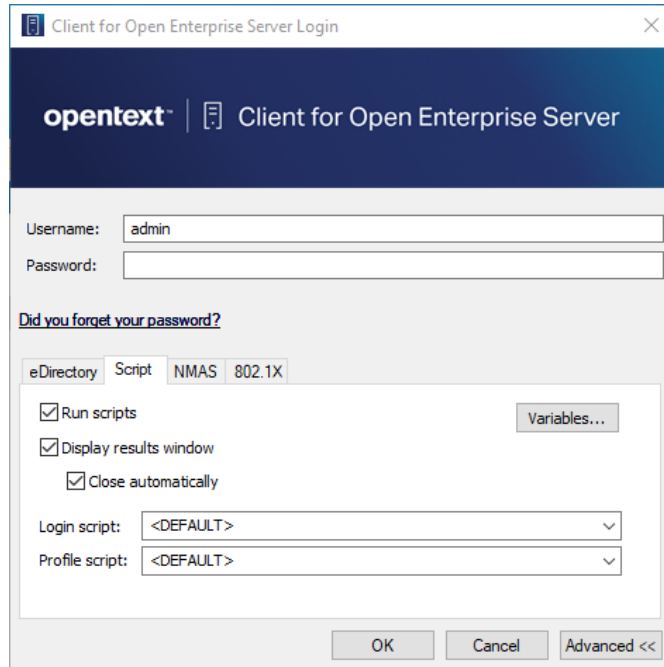 Client for Open Enterprise Server Login
opentext™ Client for Open Enterprise Server
Username: admin
Password:
Did you forget your password?
eDirectory Script NMAS 802.1X
Run scripts Variables...
Display results window
Close automatically
Login script: <DEFAULT>
Profile script: <DEFAULT>
OK Cancel Advanced <<